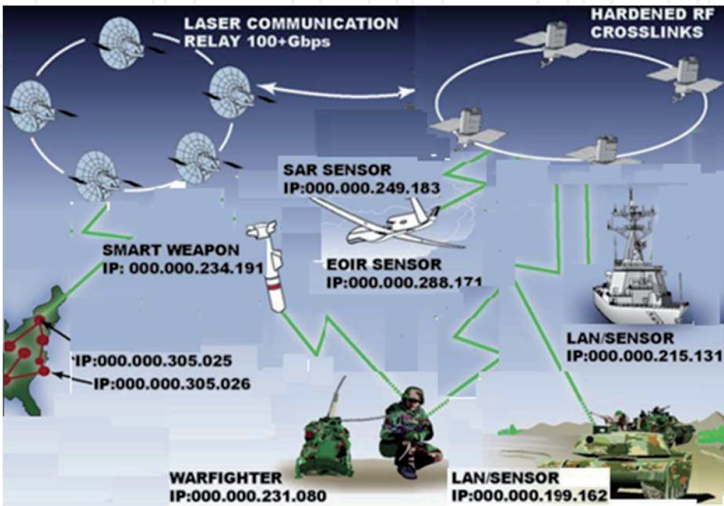 LASER COMMUNICATION
RELAY 100+Gbps
HARDENED RF
CROSSLINKS
SAR SENSOR
IP:000.000.249.183
SMART WEAPON
IP: 000.000.234.191
EOIR SENSOR
IP:000.000.288.171
LAN/SENSOR
IP:000.000.215.131
IP:000.000.305.025
IP:000.000.305.026
WARFIGHTER
IP:000.000.231.080
LAN/SENSOR
IP:000.000.199.162